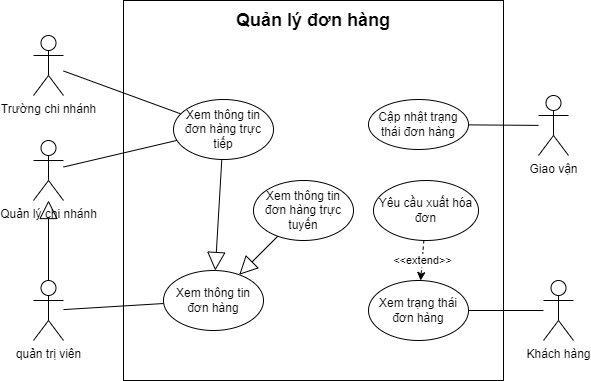 Quản lý đơn hàng
Trường chi nhánh
Xem thông tin
đơn hàng trực
tiếp
Cập nhật trạng
thái đơn hàng
Giao vận
Quản lý chi nhánh
Xem thông tin
đơn hàng trực
tuyến
Yêu cầu xuất hóa
đơn
<<extend>>
Xem thông tin
đơn hàng
Xem trạng thái
đơn hàng
quản trị viên
Khách hàng